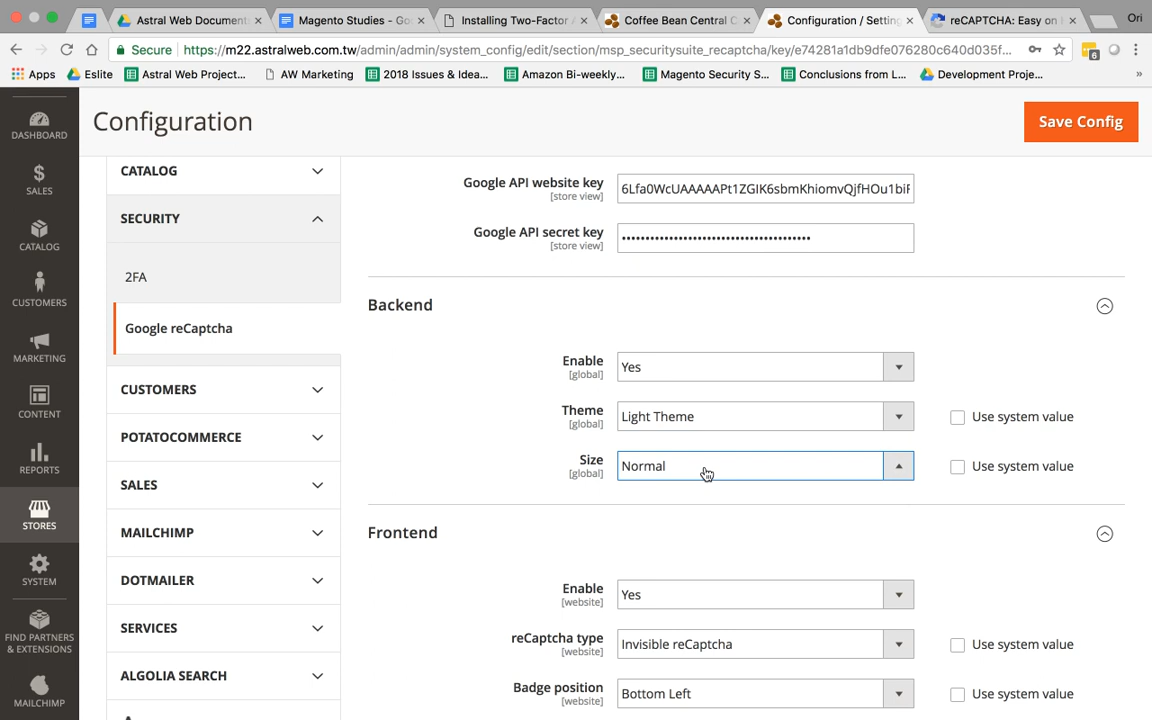 Astral Web Document
Magento Studies - Go
Installing Two-Factor
Coffee Bean Central C
Configuration / Setting
reCAPTCHA: Easy on
Ori
Secure
https://m22.astralweb.com.tw/admin/admin/system_config/edit/section/msp_securitysuite_recaptcha/key/e74281a1db9dfe076280c640d035f...
6
Apps
Eslite
Astral Web Project...
AW Marketing
2018 Issues & Idea...
Amazon Bi-weekly...
Magento Security S...
Conclusions from L...
Development Proje...
»
Configuration
Save Config
DASHBOARD
SALES
CATALOG
CUSTOMERS
MARKETING
CONTENT
REPORTS
STORES
SYSTEM
FIND PARTNERS
& EXTENSIONS
MAILCHIMP
CATALOG
SECURITY
2FA
Google reCaptcha
CUSTOMERS
POTATOCOMMERCE
SALES
MAILCHIMP
DOTMAILER
SERVICES
ALGOLIA SEARCH
Google API website key
[store view]
6Lfa0WcUAAAAAPt1ZGIK6sbmKhiomvQjfHOu1bif
Google API secret key
[store view]
••••••••••••••••••••••••••••••••••••••••
Backend
Enable
[global]
Yes
Theme
[global]
Light Theme
Use system value
Size
[global]
Normal
Use system value
Frontend
Enable
[website]
Yes
reCaptcha type
[website]
Invisible reCaptcha
Use system value
Badge position
[website]
Bottom Left
Use system value